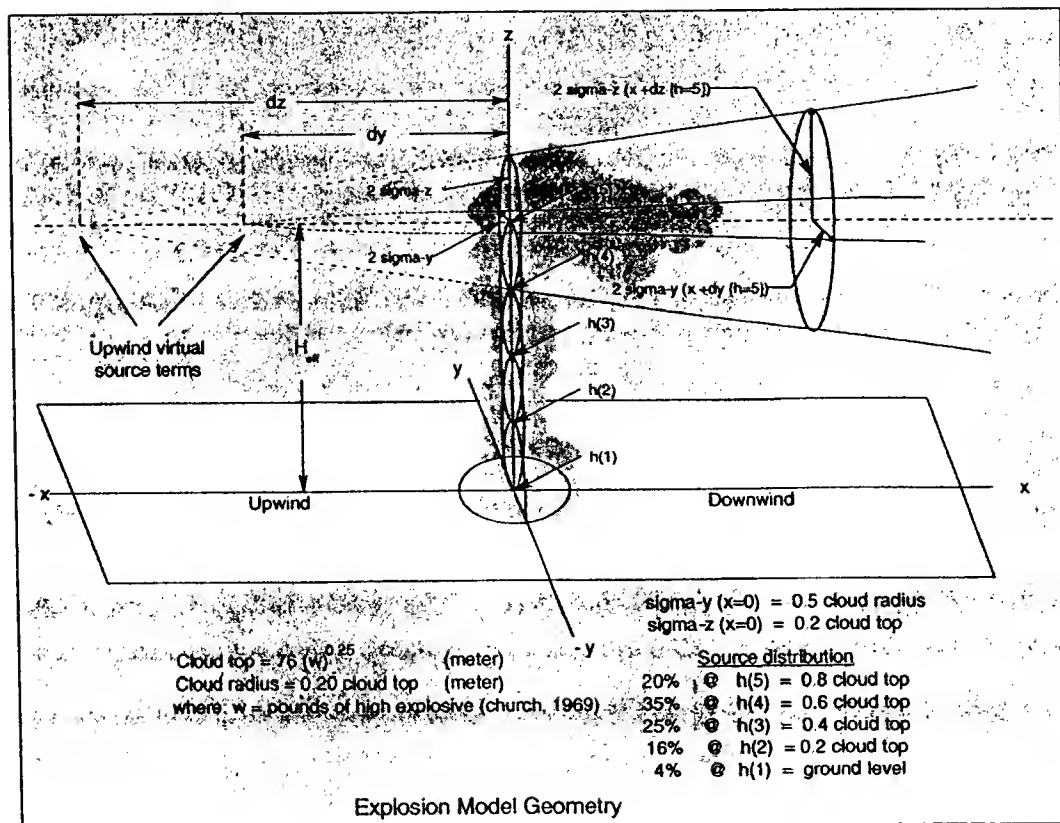 z
dz
2 sigma-z (x +dz {h=5})
dy
2 sigma-z
2 sigma-y
2 sigma-y (x +dy {h=5})
Upwind virtual
source terms
H eff
h(3)
y
h(2)
h(1)
- x
Upwind
Downwind
x
- y
sigma-y (x=0) = 0.5 cloud radius
sigma-z (x=0) = 0.2 cloud top
Cloud top = 76 (w)^0.25 (meter)
Cloud radius = 0.20 cloud top (meter)
where: w = pounds of high explosive (church, 1969)
Source distribution
20% @ h(5) = 0.8 cloud top
35% @ h(4) = 0.6 cloud top
25% @ h(3) = 0.4 cloud top
16% @ h(2) = 0.2 cloud top
4% @ h(1) = ground level
Explosion Model Geometry